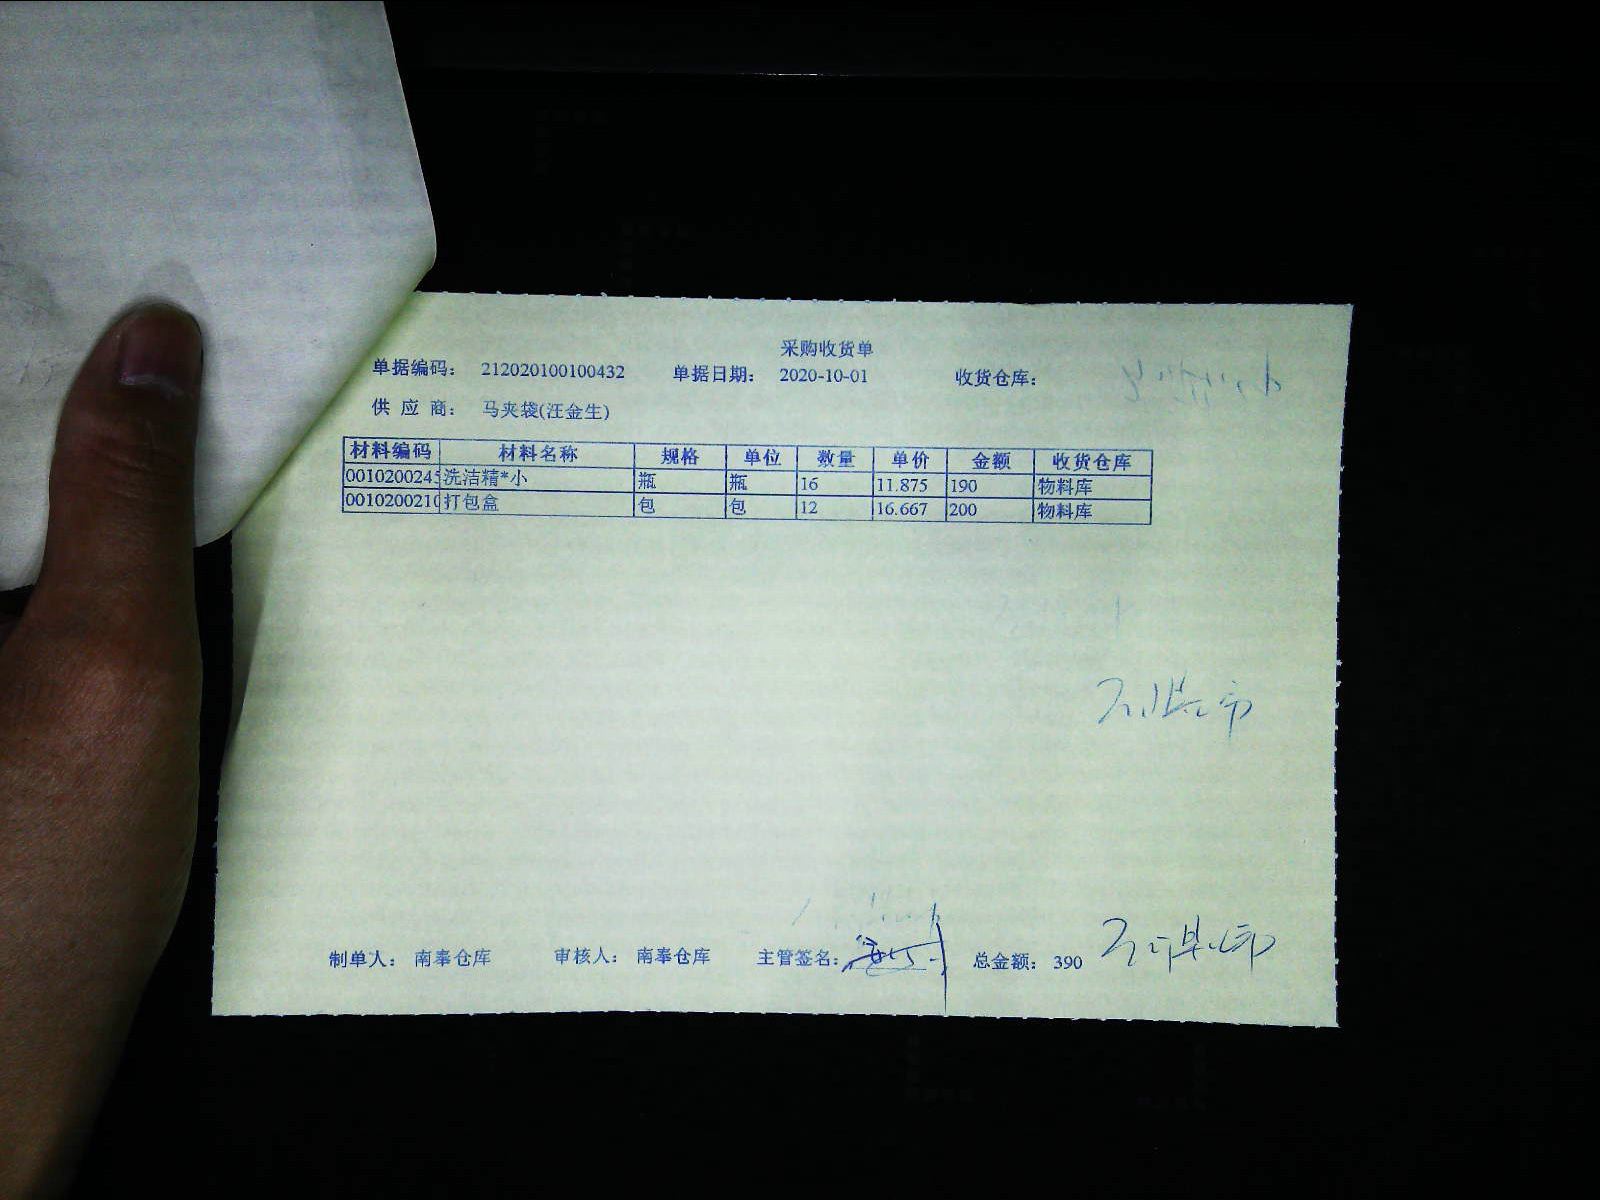 采购收货单
单据编码： 212020100100432 单据日期： 2020-10-01 收货仓库：
供 应 商： 马夹袋(汪金生)
材料编码 材料名称 规格 单位 数量 单价 金额 收货仓库
0010200245 洗洁精*小 瓶 瓶 16 11.875 190 物料库
0010200210 打包盒 包 包 12 16.667 200 物料库
制单人： 南奉仓库 审核人： 南奉仓库 主管签名： 总金额： 390